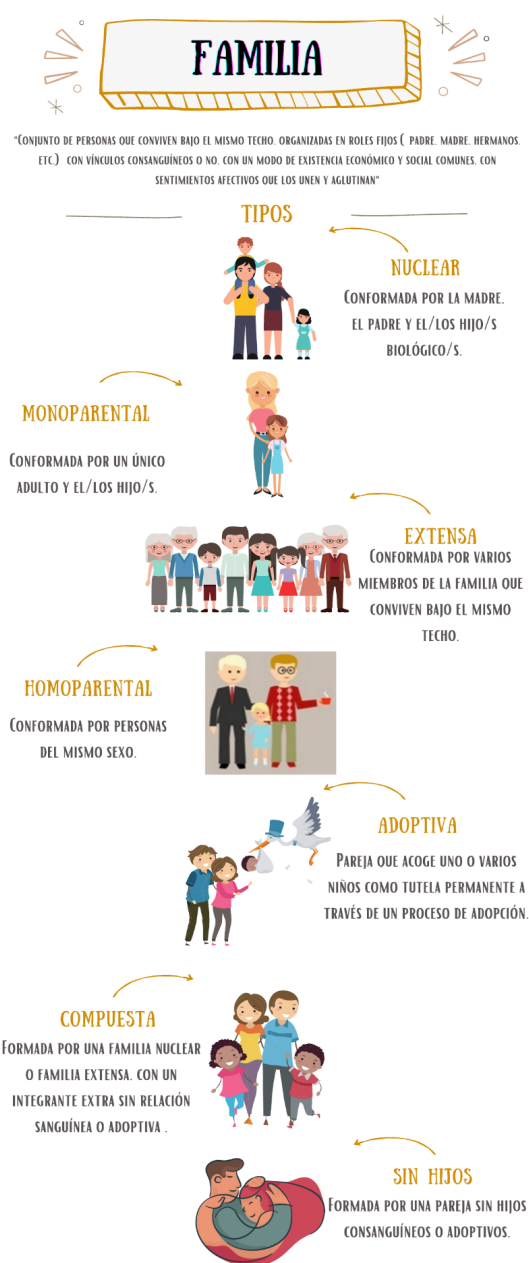 FAMILIA
"CONJUNTO DE PERSONAS QUE CONVIVEN BAJO EL MISMO TECHO, ORGANIZADAS EN ROLES FIJOS ( PADRE, MADRE, HERMANOS,
ETC.) CON VÍNCULOS CONSANGUÍNEOS O NO, CON UN MODO DE EXISTENCIA ECONÓMICO Y SOCIAL COMUNES, CON
SENTIMIENTOS AFECTIVOS QUE LOS UNEN Y AGLUTINAN"
TIPOS
NUCLEAR
CONFORMADA POR LA MADRE,
EL PADRE Y EL/LOS HIJO/S
BIOLÓGICO/S.
MONOPARENTAL
CONFORMADA POR UN ÚNICO
ADULTO Y EL/LOS HIJO/S.
EXTENSA
CONFORMADA POR VARIOS
MIEMBROS DE LA FAMILIA QUE
CONVIVEN BAJO EL MISMO
TECHO.
HOMOPARENTAL
CONFORMADA POR PERSONAS
DEL MISMO SEXO.
ADOPTIVA
PAREJA QUE ACOGE UNO O VARIOS
NIÑOS COMO TUTELA PERMANENTE A
TRAVÉS DE UN PROCESO DE ADOPCIÓN.
COMPUESTA
FORMADA POR UNA FAMILIA NUCLEAR
O FAMILIA EXTENSA, CON UN
INTEGRANTE EXTRA SIN RELACIÓN
SANGUÍNEA O ADOPTIVA .
SIN HIJOS
FORMADA POR UNA PAREJA SIN HIJOS
CONSANGUÍNEOS O ADOPTIVOS.